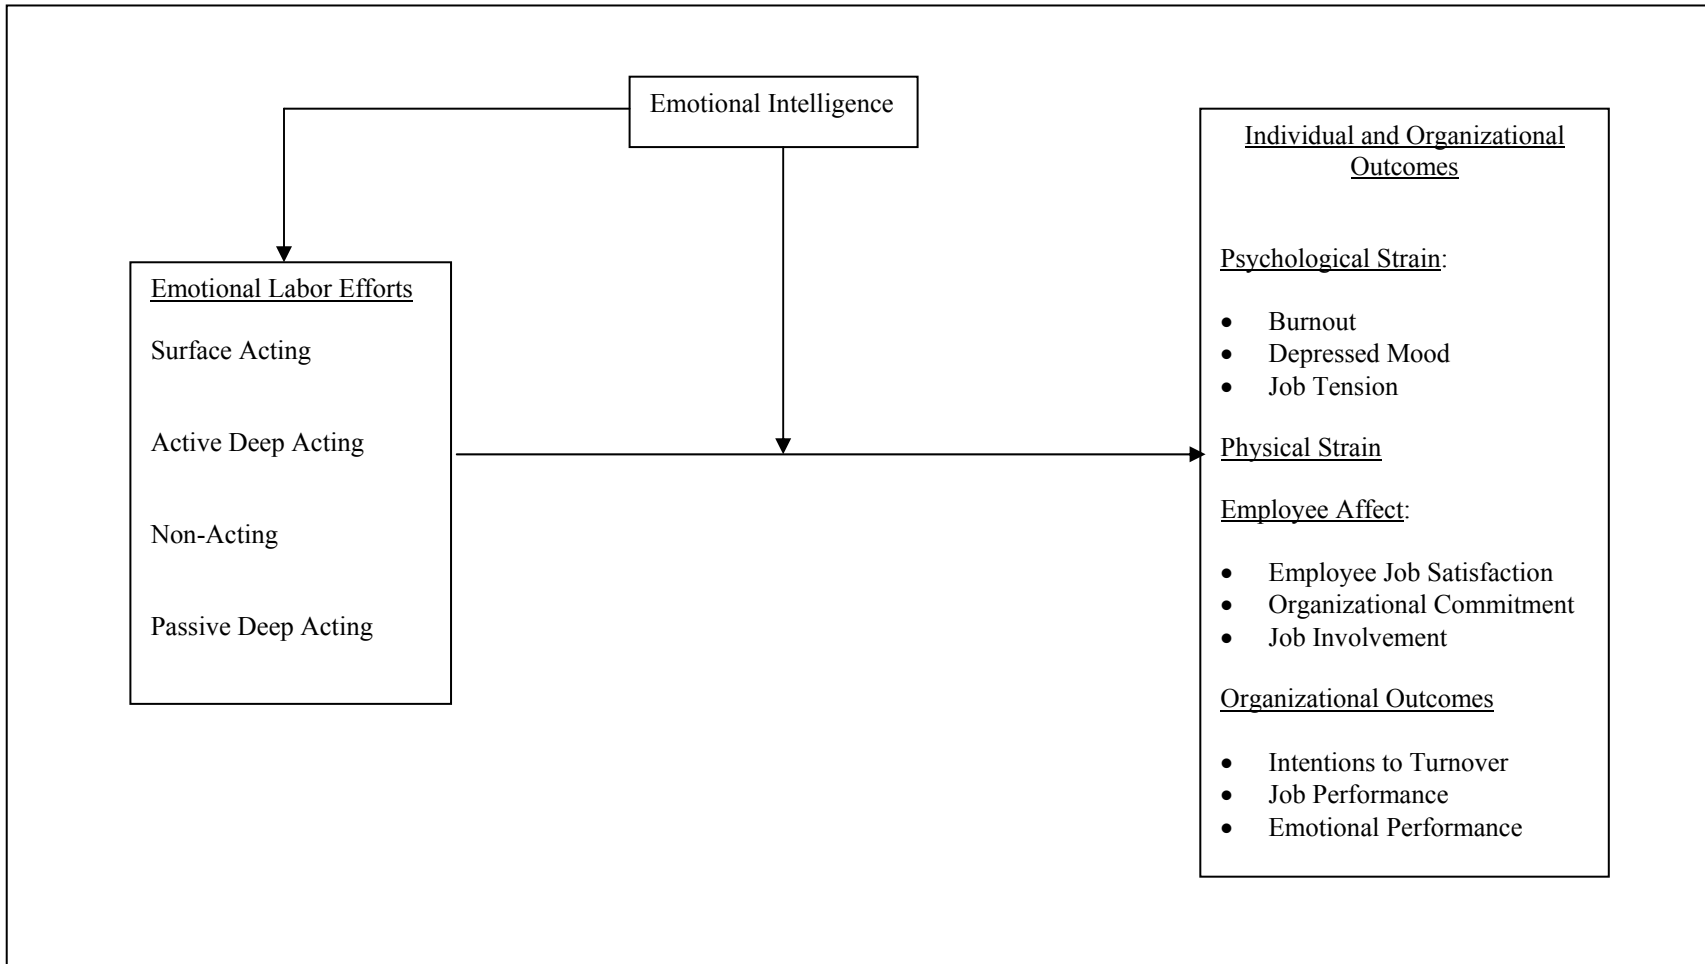 Emotional Intelligence
Emotional Labor Efforts
Surface Acting
Active Deep Acting
Non-Acting
Passive Deep Acting
Individual and Organizational
Outcomes
Psychological Strain:
• Burnout
• Depressed Mood
• Job Tension
Physical Strain
Employee Affect:
• Employee Job Satisfaction
• Organizational Commitment
• Job Involvement
Organizational Outcomes
• Intentions to Turnover
• Job Performance
• Emotional Performance